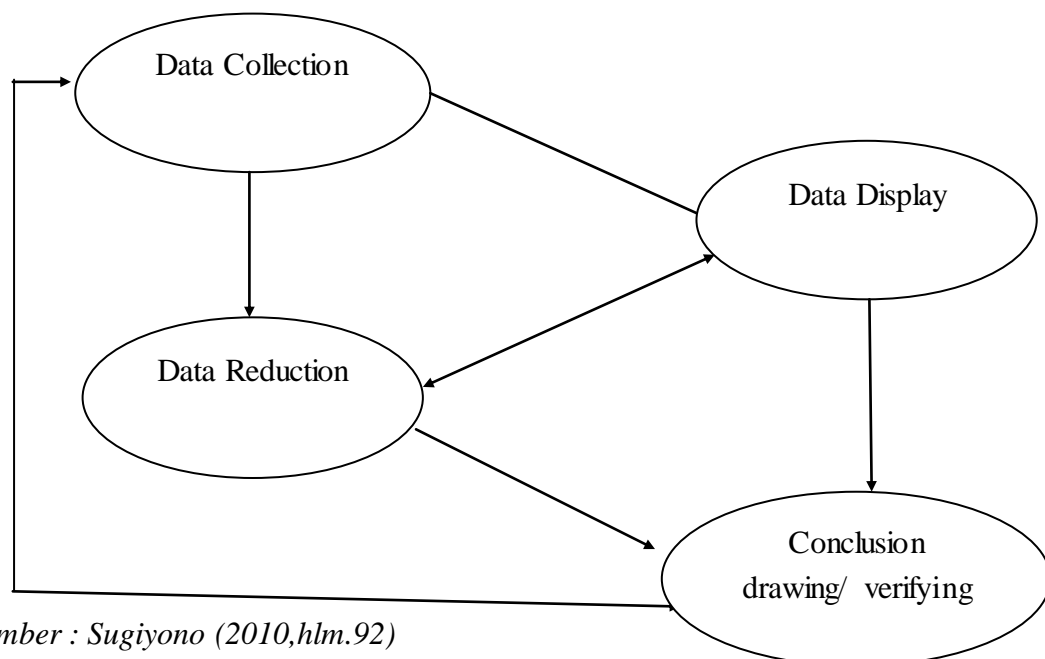 Data Collection
Data Display
Data Reduction
Conclusion
drawing/ verifying
mber : Sugiyono (2010,hlm.92)